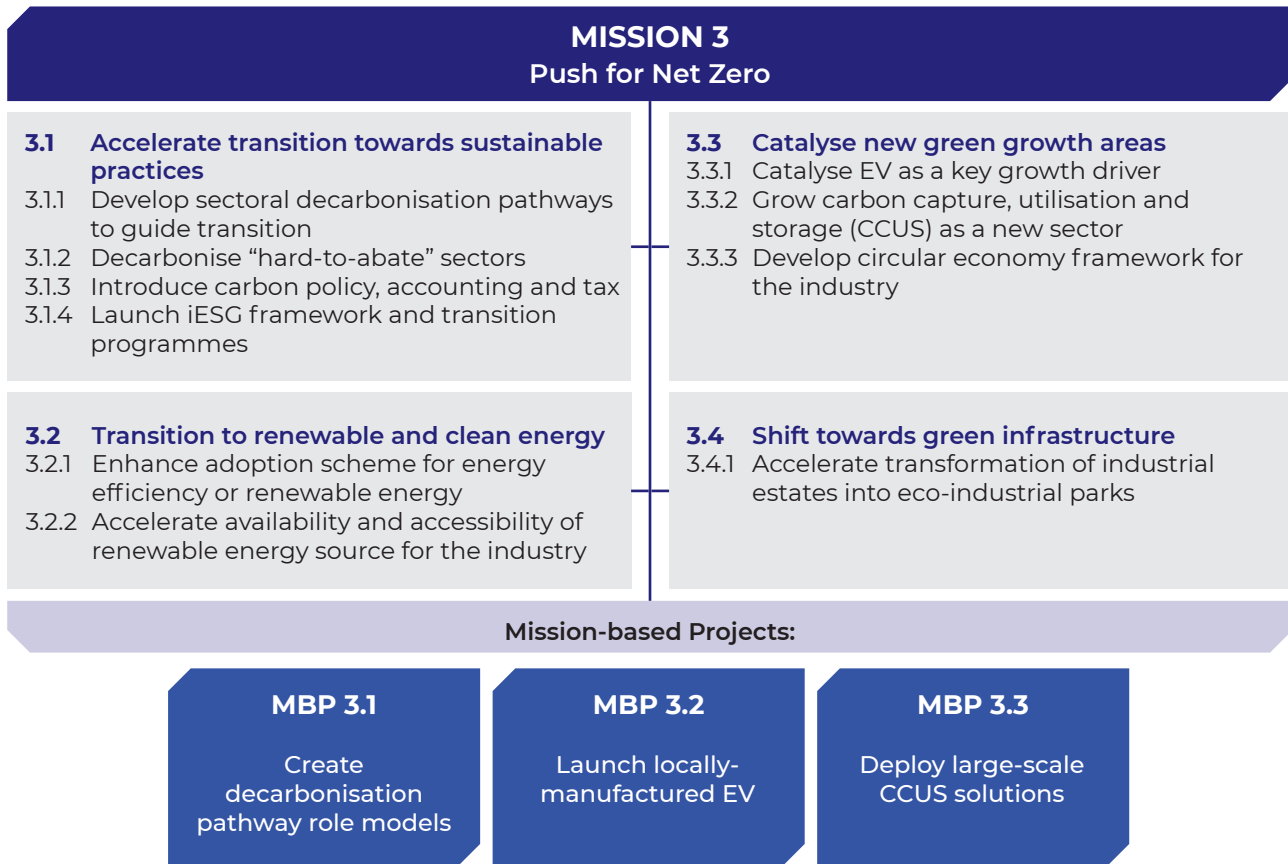 MISSION 3
Push for Net Zero
3.1 Accelerate transition towards sustainable
practices
3.1.1 Develop sectoral decarbonisation pathways
to guide transition
3.1.2 Decarbonise “hard-to-abate” sectors
3.1.3 Introduce carbon policy, accounting and tax
3.1.4 Launch iESG framework and transition
programmes
3.2 Transition to renewable and clean energy
3.2.1 Enhance adoption scheme for energy
efficiency or renewable energy
3.2.2 Accelerate availability and accessibility of
renewable energy source for the industry
3.3 Catalyse new green growth areas
3.3.1 Catalyse EV as a key growth driver
3.3.2 Grow carbon capture, utilisation and
storage (CCUS) as a new sector
3.3.3 Develop circular economy framework for
the industry
3.4 Shift towards green infrastructure
3.4.1 Accelerate transformation of industrial
estates into eco-industrial parks
Mission-based Projects:
MBP 3.1
Create
decarbonisation
pathway role models
MBP 3.2
Launch locally-
manufactured EV
MBP 3.3
Deploy large-scale
CCUS solutions